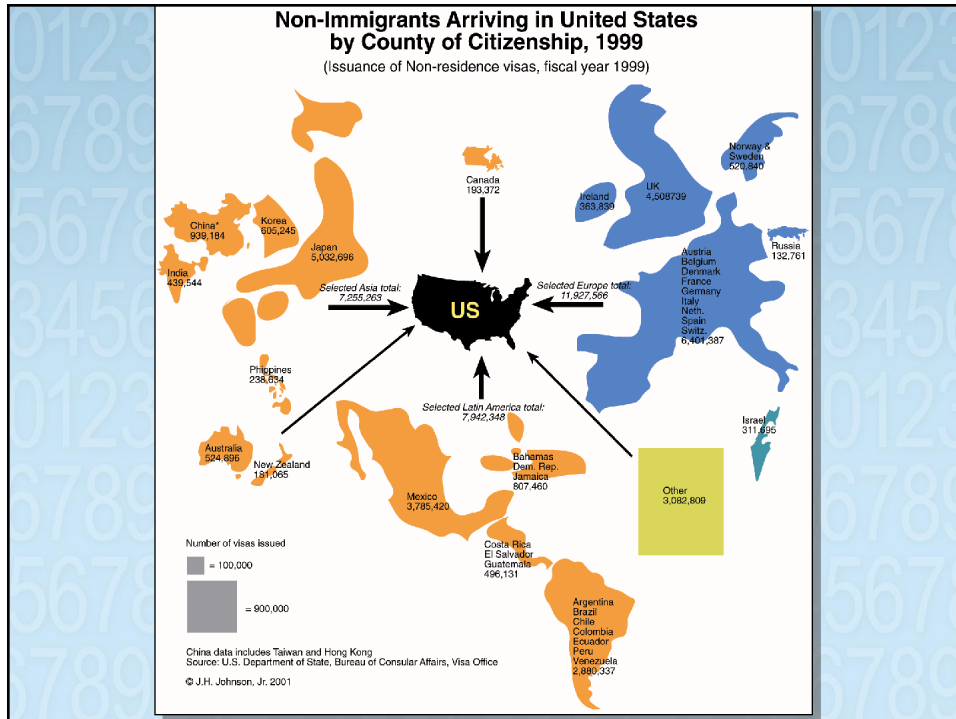 Non-Immigrants Arriving in United States
by County of Citizenship, 1999
(Issuance of Non-residence visas, fiscal year 1999)
Canada
193,372
Norway &
Sweden
520,840
UK
4,508739
Ireland
363,839
China*
939,184
Korea
605,245
Japan
5,032,696
India
439,544
Russia
132,761
Austria
Belgium
Denmark
France
Germany
Italy
Neth.
Spain
Switz.
6,401,387
Selected Asia total:
7,255,263
US
Selected Europe total:
11,927,566
Phippines
238,634
Selected Latin America total:
7,942,348
Australia
524,896
New Zealand
181,065
Mexico
3,785,420
Bahamas
Dem. Rep.
Jamaica
807,460
Israel
311,695
Other
3,082,809
Costa Rica
El Salvador
Guatemala
496,131
Argentina
Brazil
Chile
Colombia
Ecuador
Peru
Venezuela
2,880,337
Number of visas issued
= 100,000
= 900,000
China data includes Taiwan and Hong Kong
Source: U.S. Department of State, Bureau of Consular Affairs, Visa Office
© J.H. Johnson, Jr. 2001